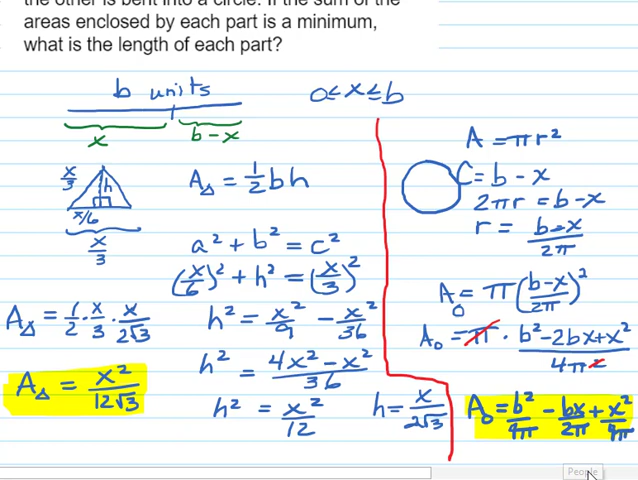 the other is bent into a circle. If the sum of the
areas enclosed by each part is a minimum,
what is the length of each part?
b units
0 ≤ x ≤ b
x
b - x
x/3
h
x/6
x/3
A△ = 1/2 bh
a² + b² = c²
(x/6)² + h² = (x/3)²
h² = x²/9 - x²/36
h² = (4x² - x²)/36
h² = x²/12
h = x/(2√3)
A△ = 1/2 · x/3 · x/(2√3)
A△ = x²/(12√3)
A = πr²
C = b - x
2πr = b - x
r = (b - x)/(2π)
A○ = π((b-x)/(2π))²
A○ = π · (b² - 2bx + x²)/(4π²)
A○ = b²/(4π) - bx/(2π) + x²/(4π)
People